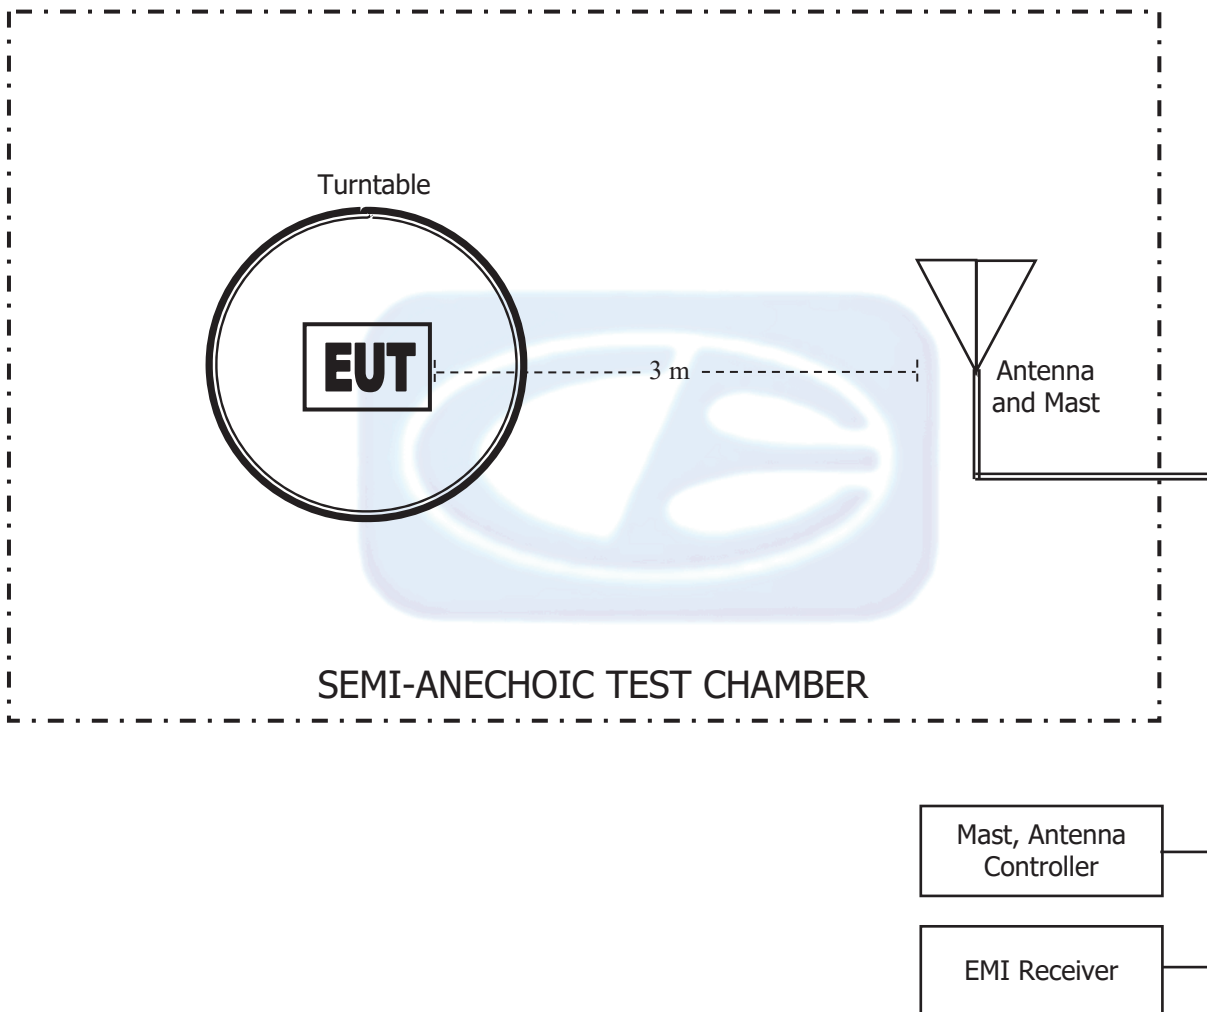 Turntable
EUT
3 m
Antenna
and Mast
SEMI-ANECHOIC TEST CHAMBER
Mast, Antenna
Controller
EMI Receiver